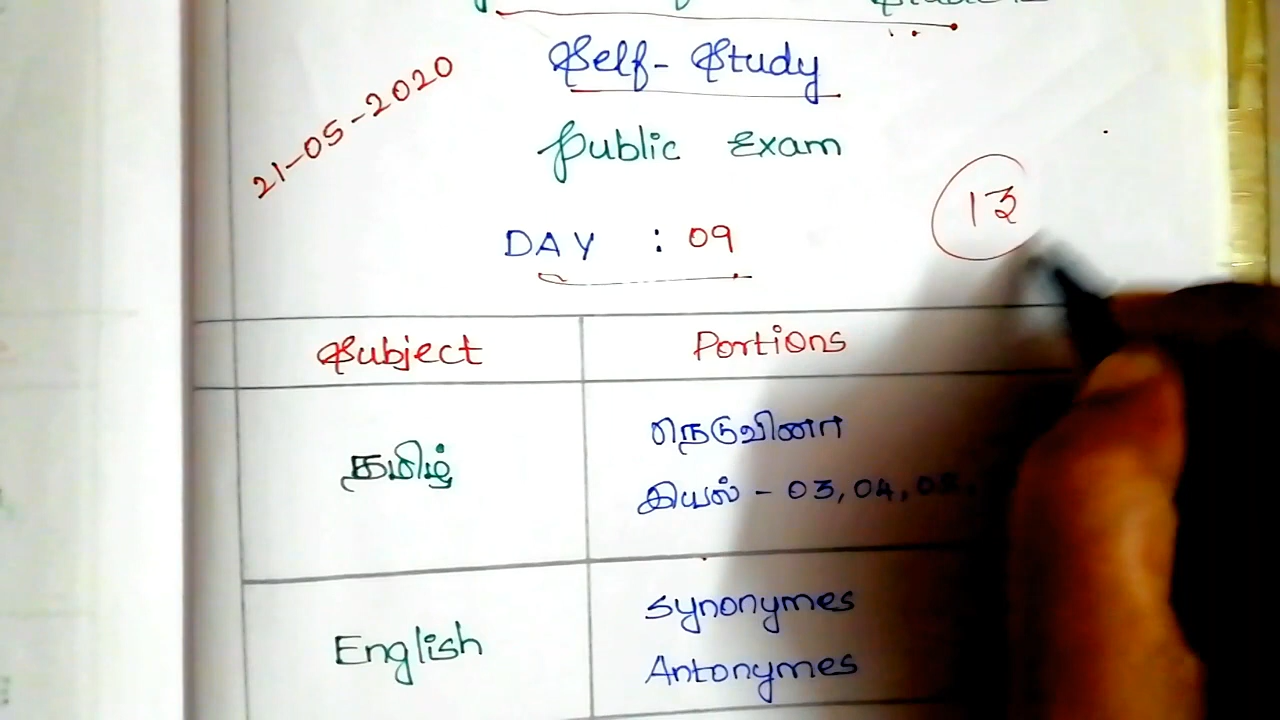 Self-Study
21-05-2020
Public Exam
13
DAY : 09
Subject
Portions
தமிழ்
நெடுவினா
இயல் - 03, 04, 05.
English
Synonymes
Antonymes